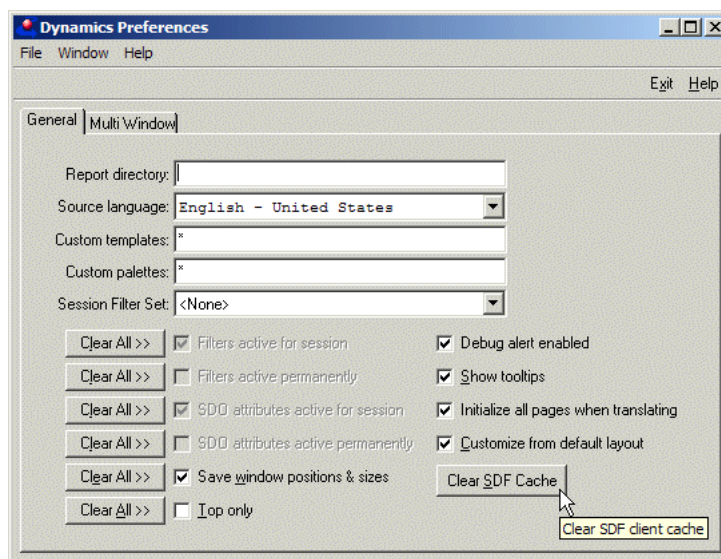 Dynamics Preferences
File Window Help
Exit Help
General Multi Window
Report directory:
Source language: English - United States
Custom templates: *
Custom palettes: *
Session Filter Set: <None>
Clear All >> Filters active for session Debug alert enabled
Clear All >> Filters active permanently Show tooltips
Clear All >> SDO attributes active for session Initialize all pages when translating
Clear All >> SDO attributes active permanently Customize from default layout
Clear All >> Save window positions & sizes Clear SDF Cache
Clear All >> Top only
Clear SDF client cache